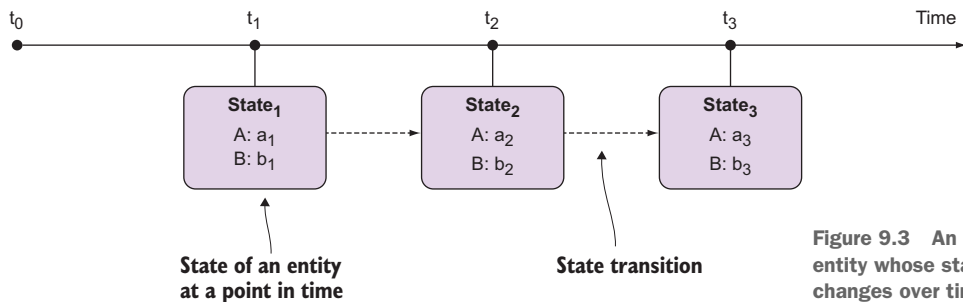 t0 t1 t2 t3 Time
State1 State2 State3
A: a1 A: a2 A: a3
B: b1 B: b2 B: b3
State of an entity
at a point in time
State transition
Figure 9.3 An
entity whose sta
changes over tin